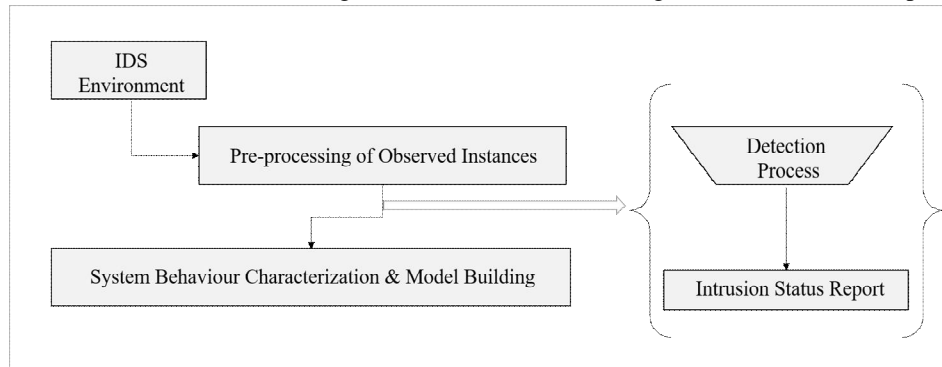 IDS
Environment
Pre-processing of Observed Instances
Detection
Process
System Behaviour Characterization & Model Building
Intrusion Status Report